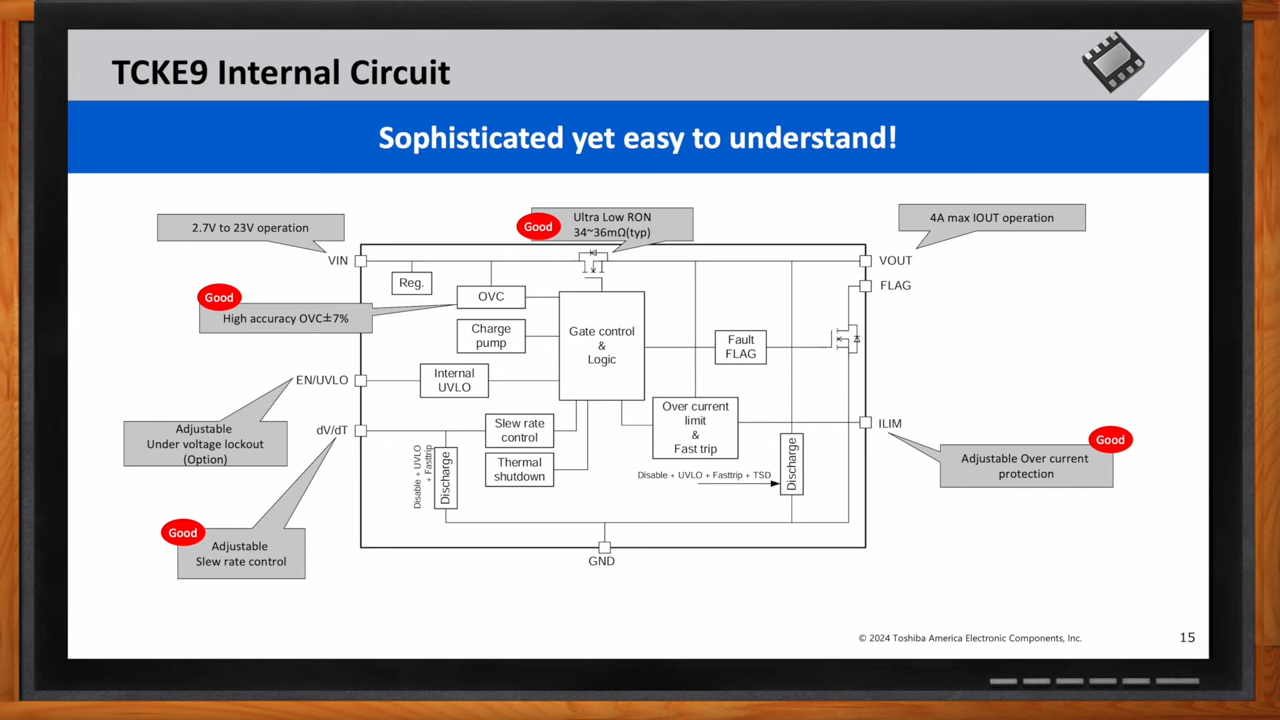 TCKE9 Internal Circuit
Sophisticated yet easy to understand!
2.7V to 23V operation
Good
Ultra Low RON
34~36mΩ(typ)
4A max IOUT operation
VIN
VOUT
Reg.
FLAG
Good
High accuracy OVC±7%
OVC
Charge
pump
Gate control
&
Logic
Fault
FLAG
EN/UVLO
Internal
UVLO
Adjustable
Under voltage lockout
(Option)
dV/dT
Slew rate
control
Over current
limit
&
Fast trip
ILIM
Good
Adjustable Over current
protection
Disable + UVLO
+ Fasttrip
Discharge
Thermal
shutdown
Disable + UVLO + Fasttrip + TSD
Discharge
Good
Adjustable
Slew rate control
GND
© 2024 Toshiba America Electronic Components, Inc.
15